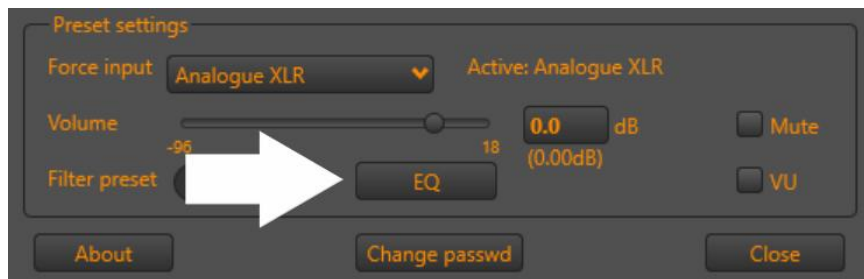 Preset settings
Force input Analogue XLR Active: Analogue XLR
Volume 0.0 dB Mute
-96 18 (0.00dB)
Filter preset EQ VU
About Change passwd Close